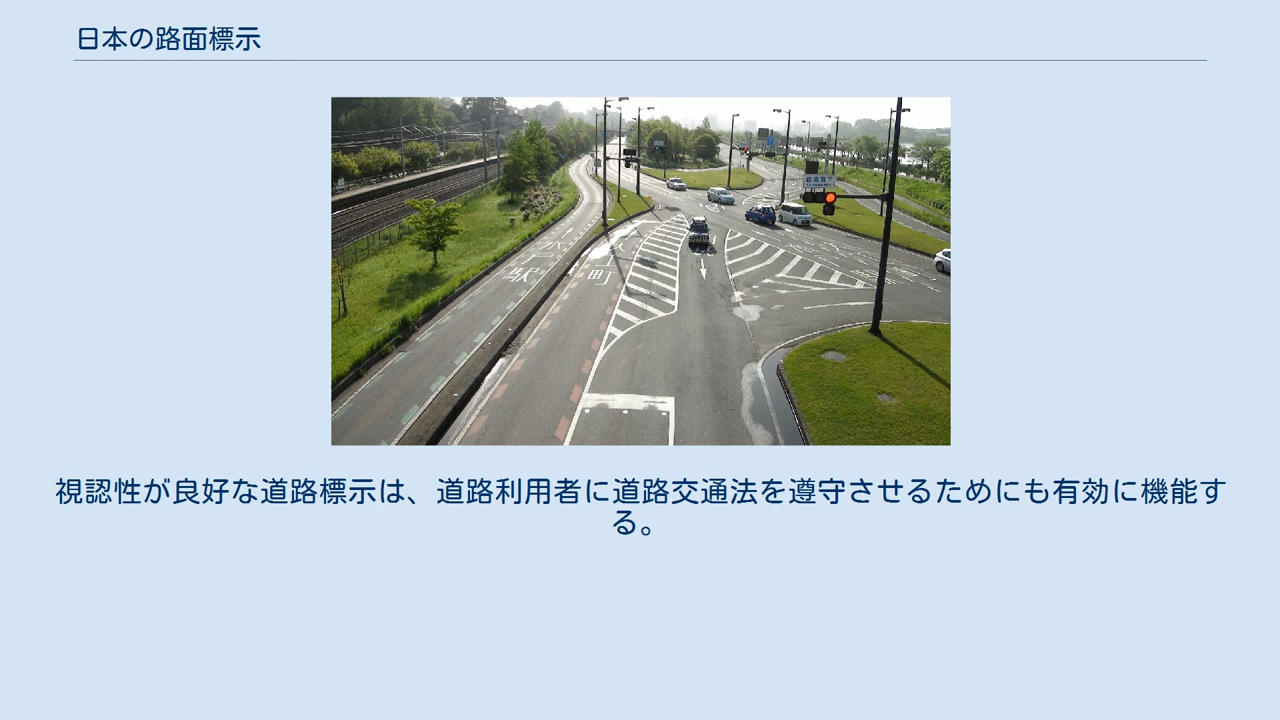 日本の路面標示
駅
町
視認性が良好な道路標示は、道路利用者に道路交通法を遵守させるためにも有効に機能す
る。